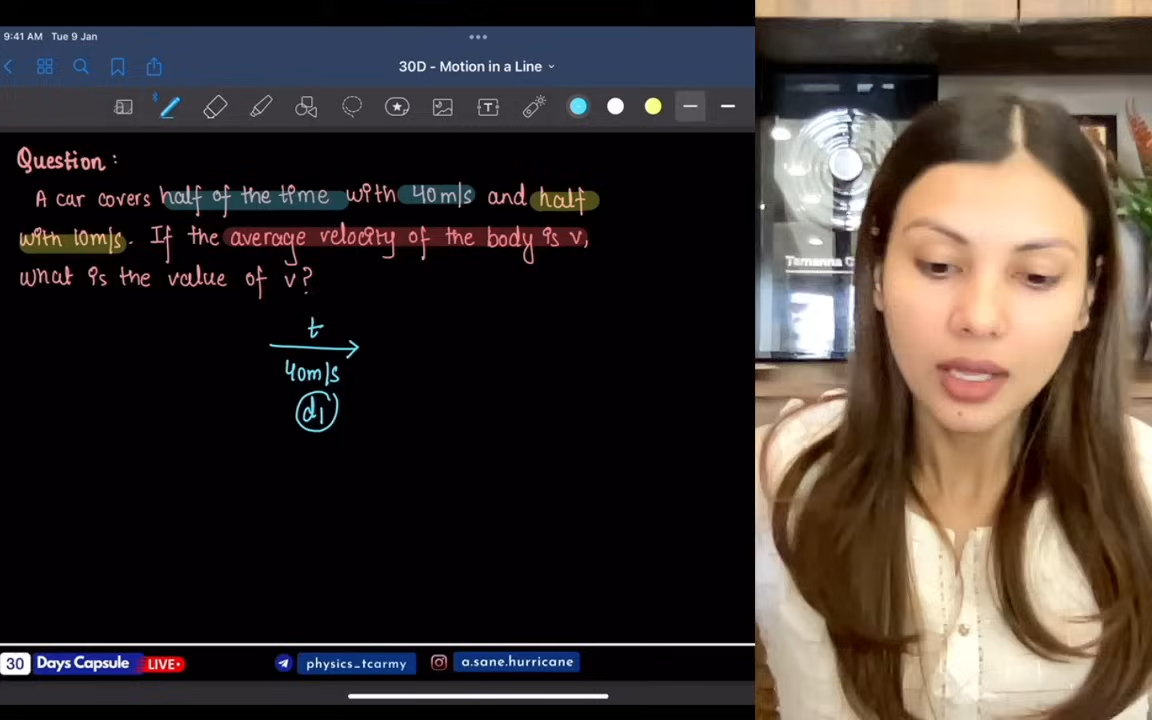 9:41 AM Tue 9 Jan
30D - Motion in a Line
T
Question:
A car covers half of the time with 40m/s and half
with 10m/s. If the average velocity of the body is v,
what is the value of v?
t
40m/s
d1
Tamanna C
30 Days Capsule LIVE
physics_tcarmy
a.sane.hurricane